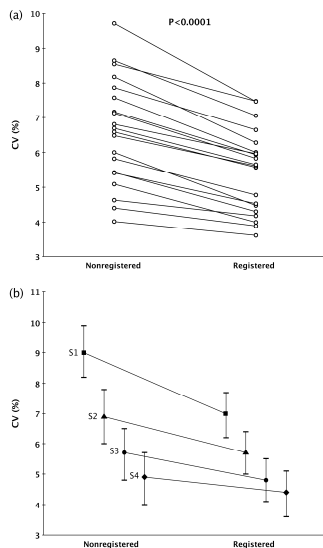 (a)
P<0.0001
10
9
8
7
6
5
4
3
CV (%)
Nonregistered Registered
(b)
11
10
9
8
7
6
5
4
3
CV (%)
S1
S2
S3
S4
Nonregistered Registered